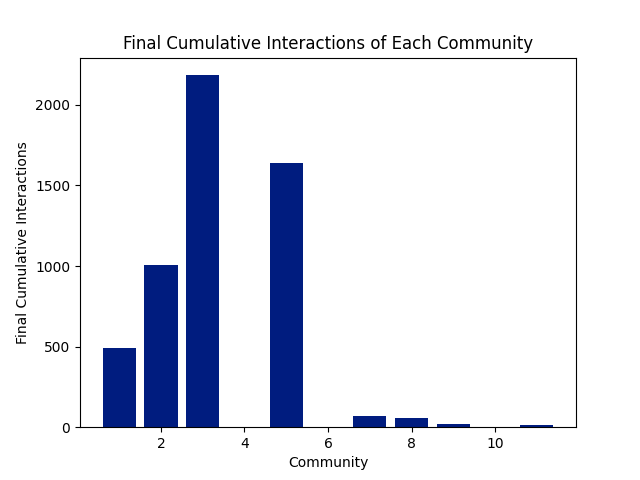 Final Cumulative Interactions of Each Community
2000
1500
1000
500
0
Final Cumulative Interactions
2 4 6 8 10
Community